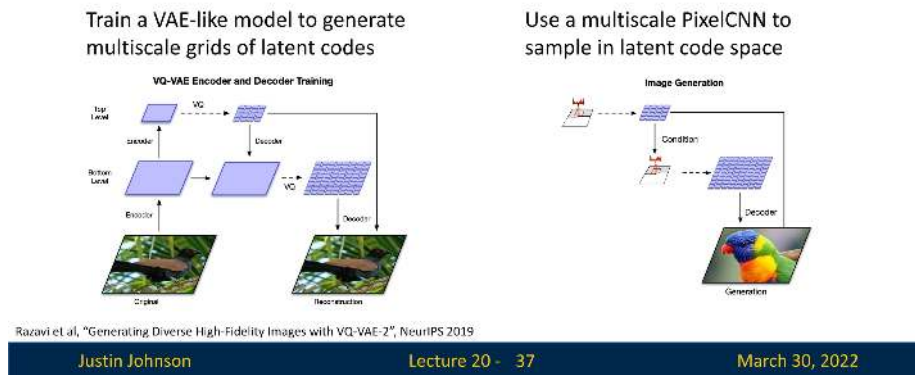 Train a VAE-like model to generate
multiscale grids of latent codes
Use a multiscale PixelCNN to
sample in latent code space
VQ-VAE Encoder and Decoder Training
Top
Level
VQ
Encoder
Decoder
Bottom
Level
VQ
Encoder
Decoder
Original
Reconstruction
Image Generation
Condition
Decoder
Generation
Razavi et al, “Generating Diverse High-Fidelity Images with VQ-VAE-2”, NeurIPS 2019
Justin Johnson
Lecture 20 - 37
March 30, 2022